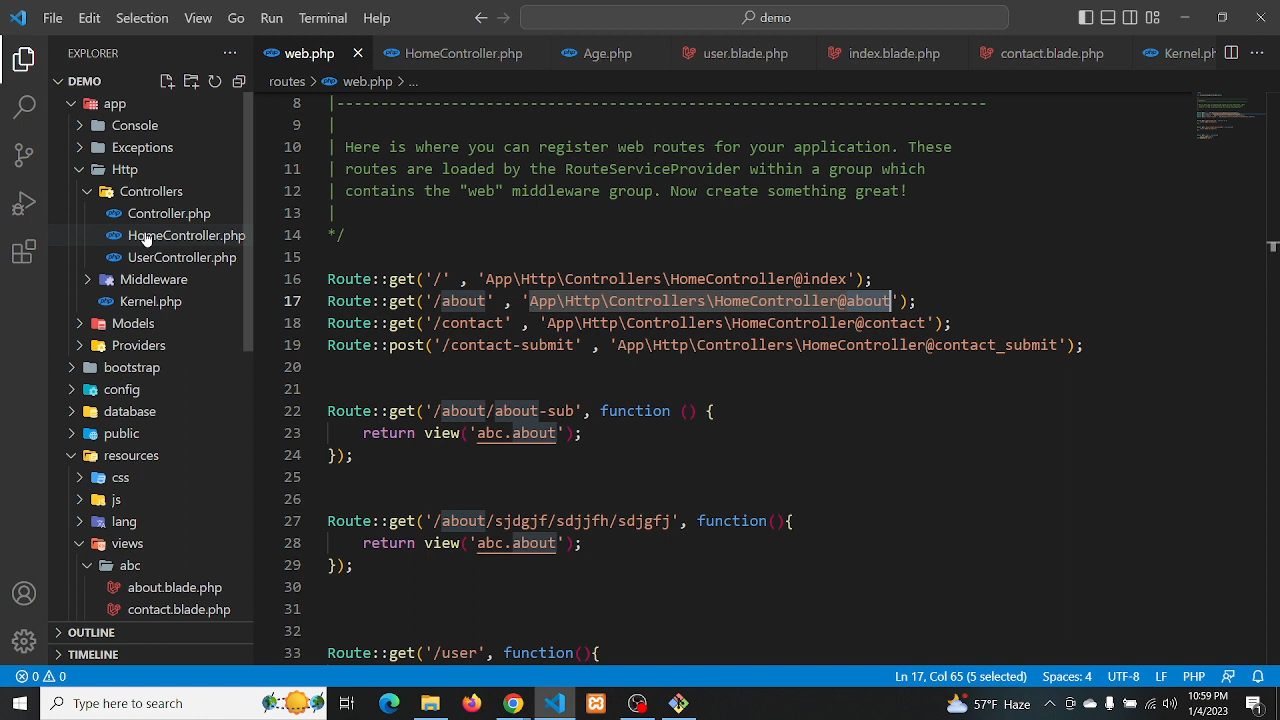 File Edit Selection View Go Run Terminal Help
demo
EXPLORER
web.php
HomeController.php
Age.php
user.blade.php
index.blade.php
contact.blade.php
Kernel.ph
DEMO
routes > web.php > ...
app
Console
Exceptions
Http
Controllers
Controller.php
HomeController.php
UserController.php
Middleware
Kernel.php
Models
Providers
bootstrap
config
database
public
resources
css
js
lang
views
abc
about.blade.php
contact.blade.php
OUTLINE
TIMELINE
8 |--------------------------------------------------------------------------
9 |
10 | Here is where you can register web routes for your application. These
11 | routes are loaded by the RouteServiceProvider within a group which
12 | contains the "web" middleware group. Now create something great!
13 |
14 */
15
16 Route::get('/' , 'App\Http\Controllers\HomeController@index');
17 Route::get('/about' , 'App\Http\Controllers\HomeController@about');
18 Route::get('/contact' , 'App\Http\Controllers\HomeController@contact');
19 Route::post('/contact-submit' , 'App\Http\Controllers\HomeController@contact_submit');
20
21
22 Route::get('/about/about-sub', function () {
23 return view('abc.about');
24 });
25
26
27 Route::get('/about/sjdgjf/sdjjfh/sdjgfj', function(){
28 return view('abc.about');
29 });
30
31
32
33 Route::get('/user', function(){
0 0 Ln 17, Col 65 (5 selected) Spaces: 4 UTF-8 LF PHP
Type here to search
57°F Haze
10:59 PM
1/4/2023